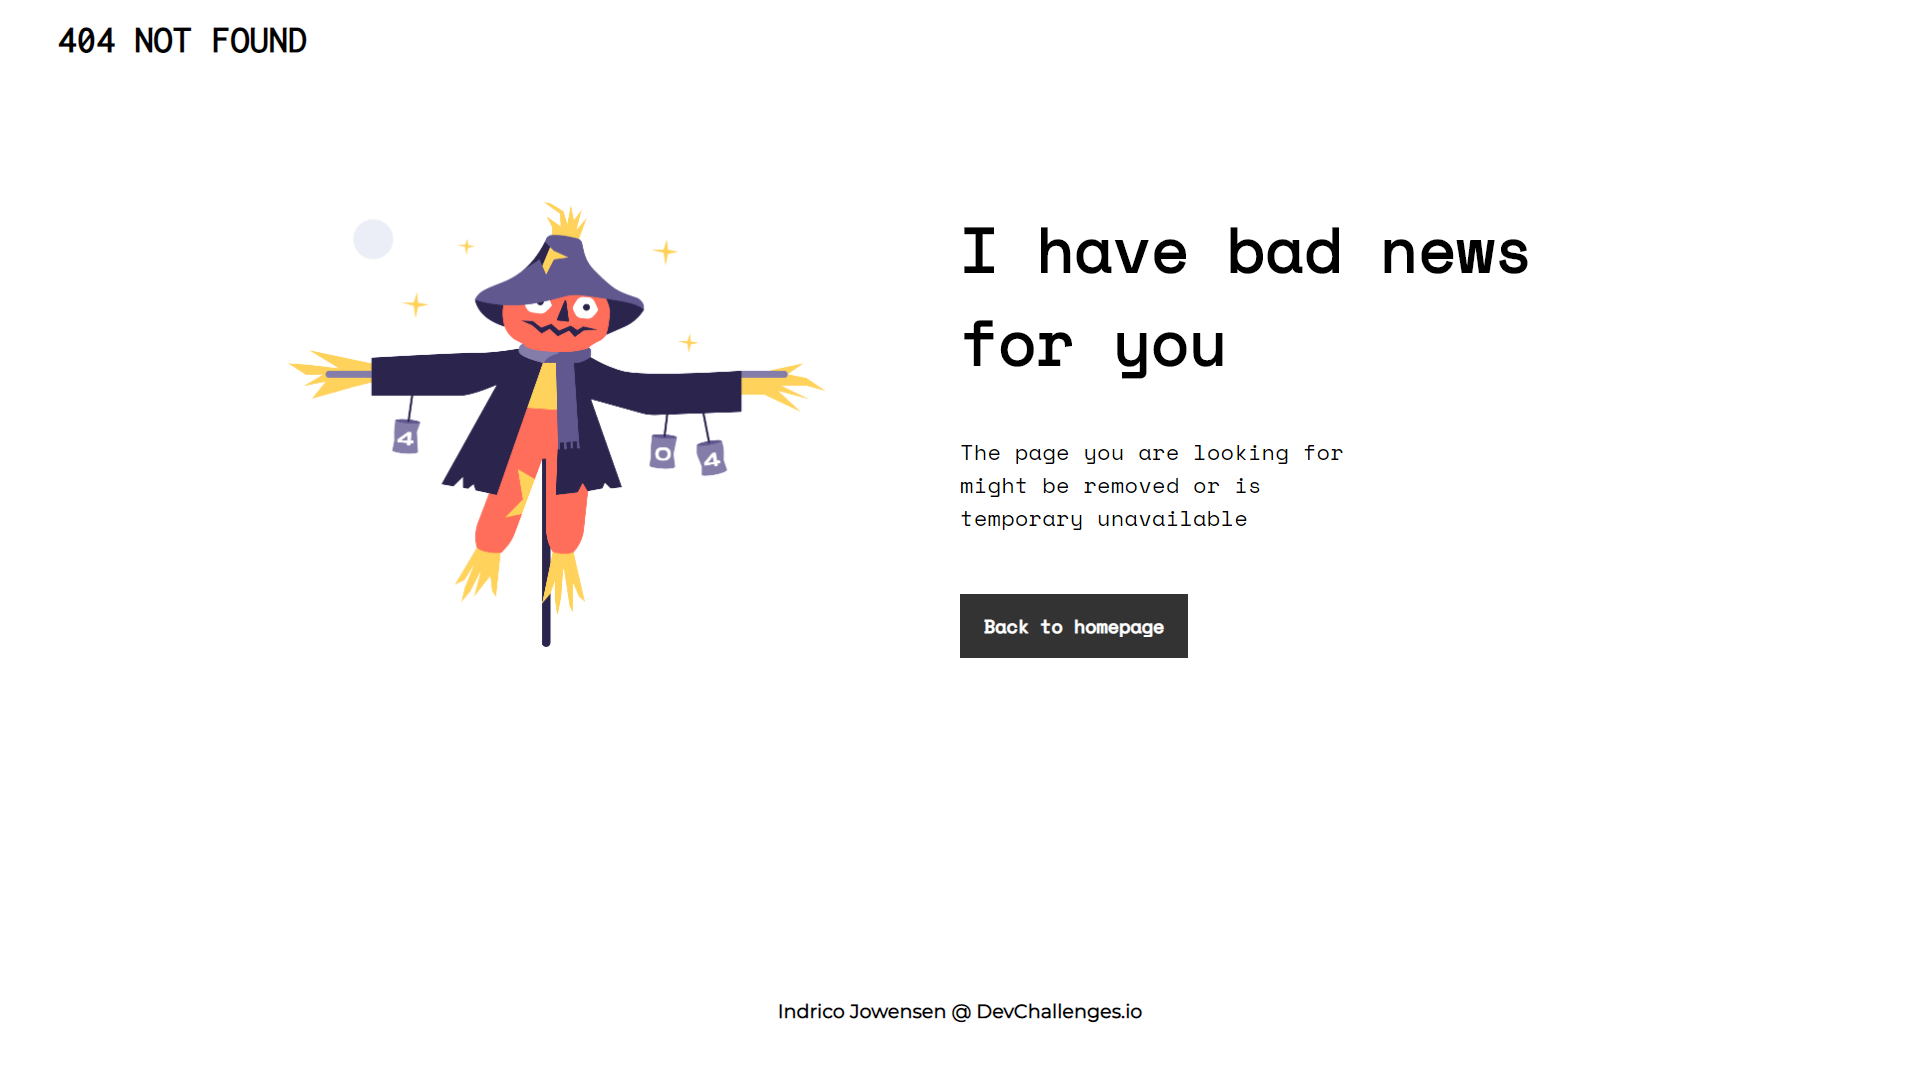 404 NOT FOUND
4
0
4
I have bad news
for you
The page you are looking for
might be removed or is
temporary unavailable
Back to homepage
Indrico Jowensen @ DevChallenges.io